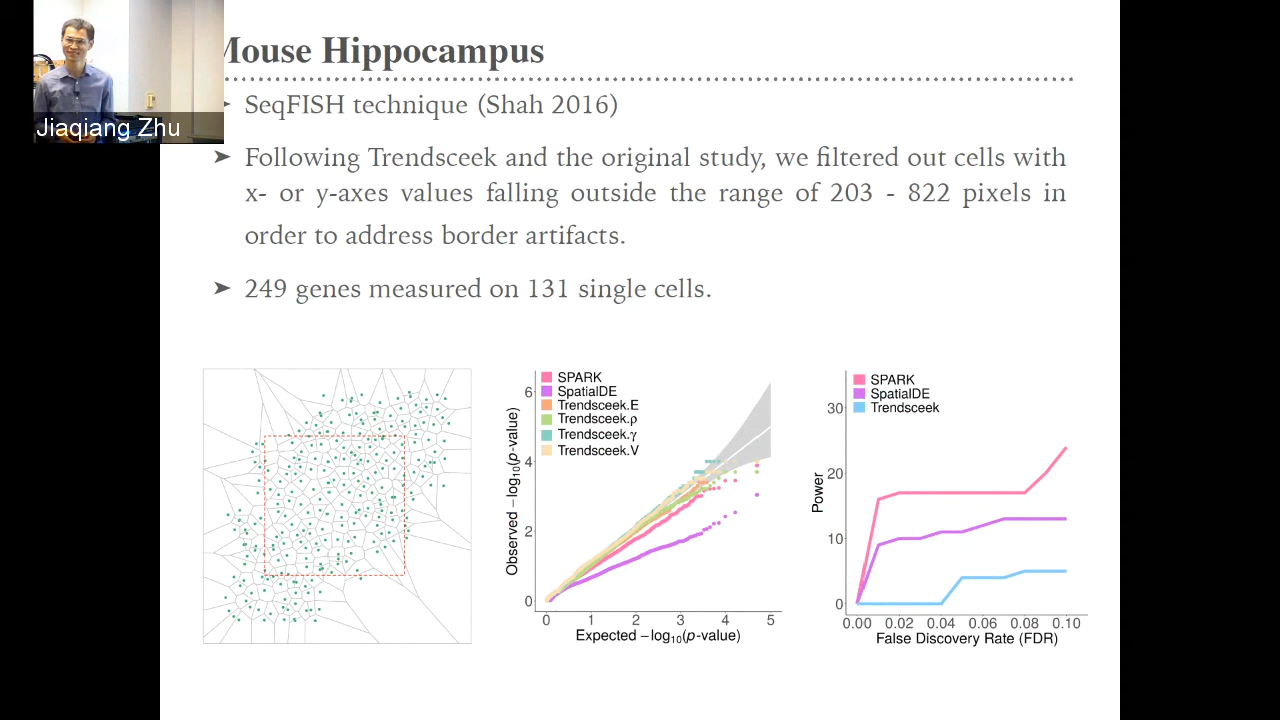 Mouse Hippocampus
➤ SeqFISH technique (Shah 2016)
Jiaqiang Zhu
➤ Following Trendsceek and the original study, we filtered out cells with
x- or y-axes values falling outside the range of 203 - 822 pixels in
order to address border artifacts.
➤ 249 genes measured on 131 single cells.
SPARK
SpatialDE
Trendsceek.E
Trendsceek.ρ
Trendsceek.γ
Trendsceek.V
6
4
2
0
Observed −log10(p-value)
0 1 2 3 4 5
Expected −log10(p-value)
SPARK
SpatialDE
Trendsceek
30
20
10
0
Power
0.00 0.02 0.04 0.06 0.08 0.10
False Discovery Rate (FDR)